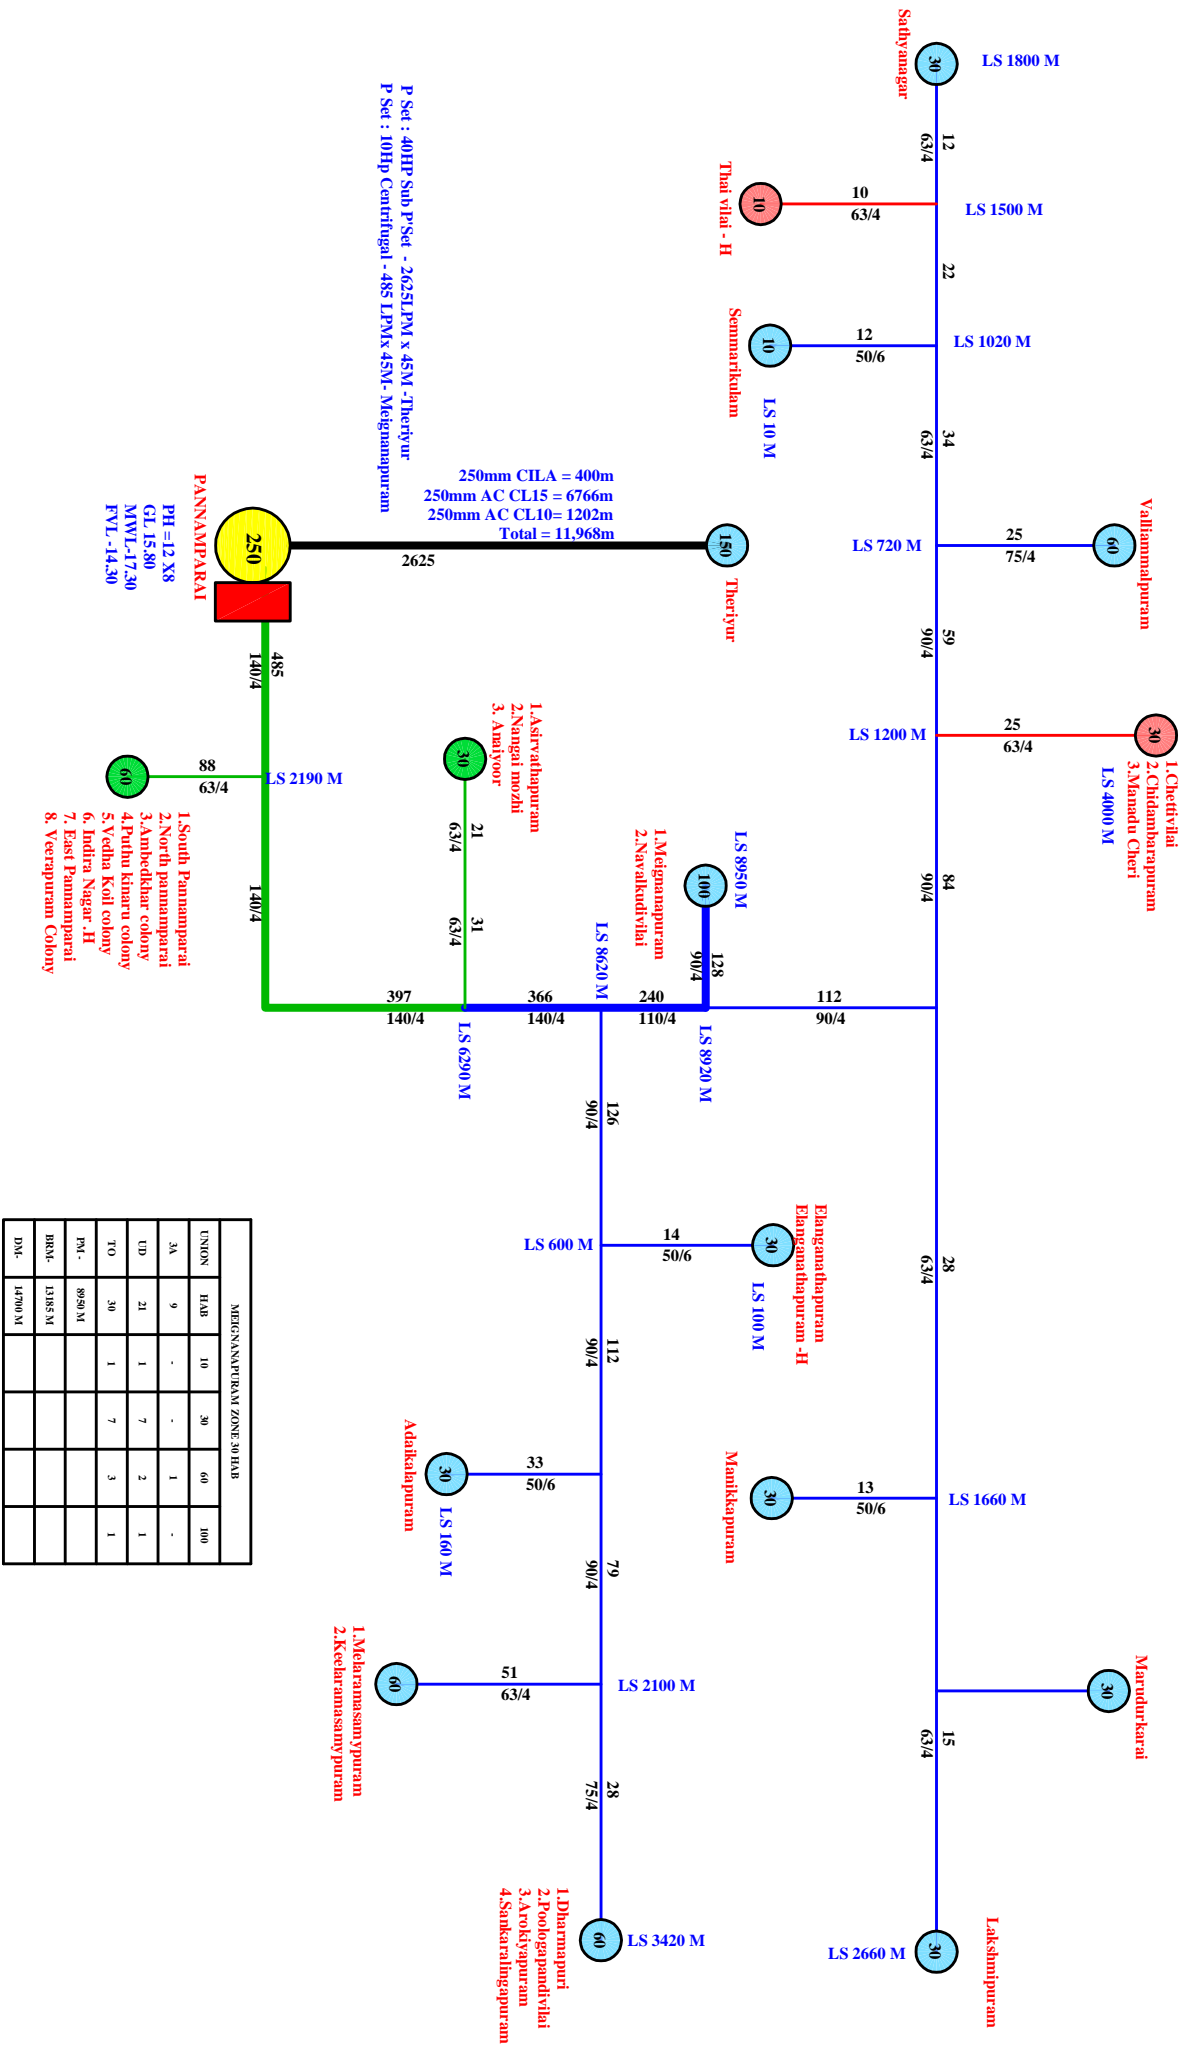 Sathyanagar
30
LS 1800 M
12
63/4
Thai vilai - H
10
10
63/4
LS 1500 M
22
Semmarikulam
10
LS 10 M
12
50/6
LS 1020 M
34
63/4
Valliammalpuram
60
25
75/4
LS 720 M
59
90/4
1.Chettivilai
2.Chidambarapuram
3.Manadu Cheri
30
LS 4000 M
25
63/4
LS 1200 M
84
90/4
P Set : 40HP Sub P'Set - 2625LPM x 45M -Theriyur
P Set : 10Hp Centrifugal - 485 LPMx 45M- Meignanapuram
250mm CILA = 400m
250mm AC CL15 = 6766m
250mm AC CL10= 1202m
Total = 11,968m
2625
150
Theriyur
PANNAMPARAI
250
PH =12 X8
GL 15.80
MWL-17.30
FVL -14.30
485
140/4
60
88
63/4
LS 2190 M
1.South Pannamparai
2.North pannamparai
3.Ambedkhar colony
4.Puthu kinaru colony
5.Vedha Koil colony
6. Indira Nagar .H
7. East Pannamparai
8. Veerapuram Colony
140/4
1.Asirvathapuram
2.Nangai mozhi
3. Anaiyoor
30
21
63/4
31
63/4
397
140/4
LS 6290 M
366
140/4
LS 8620 M
240
110/4
LS 8920 M
1.Meignanapuram
2.Navalkudivilai
100
LS 8950 M
128
90/4
112
90/4
126
90/4
Elanganathapuram
Elanganathapuram -H
30
LS 100 M
14
50/6
LS 600 M
112
90/4
Adaikalapuram
30
LS 160 M
33
50/6
79
90/4
1.Melaramasamypuram
2.Keelaramasamypuram
60
51
63/4
LS 2100 M
28
75/4
1.Dharmapuri
2.Poologapandivilai
3.Arokiyapuram
4.Sankaralingapuram
60
LS 3420 M
28
63/4
Manikkapuram
30
13
50/6
LS 1660 M
Marudurkarai
30
15
63/4
Lakshmipuram
30
LS 2660 M
MEIGNANAPURAM ZONE 30 HAB
UNION HAB 10 30 60 100
3A 9 - - 1 -
UD 21 1 7 2 1
TO 30 1 7 3 1
PM - 8950 M
BRM- 13185 M
DM- 14700 M